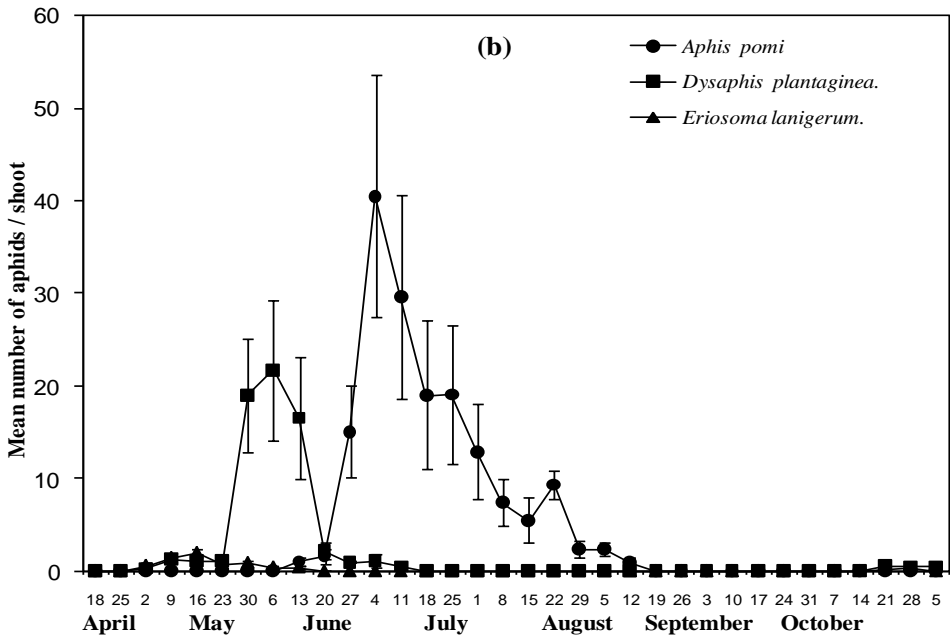 60
(b)
Aphis pomi
Dysaphis plantaginea.
Eriosoma lanigerum.
50
40
30
20
10
0
Mean number of aphids / shoot
18 25 2 9 16 23 30 6 13 20 27 4 11 18 25 1 8 15 22 29 5 12 19 26 3 10 17 24 31 7 14 21 28 5
April May June July August September October